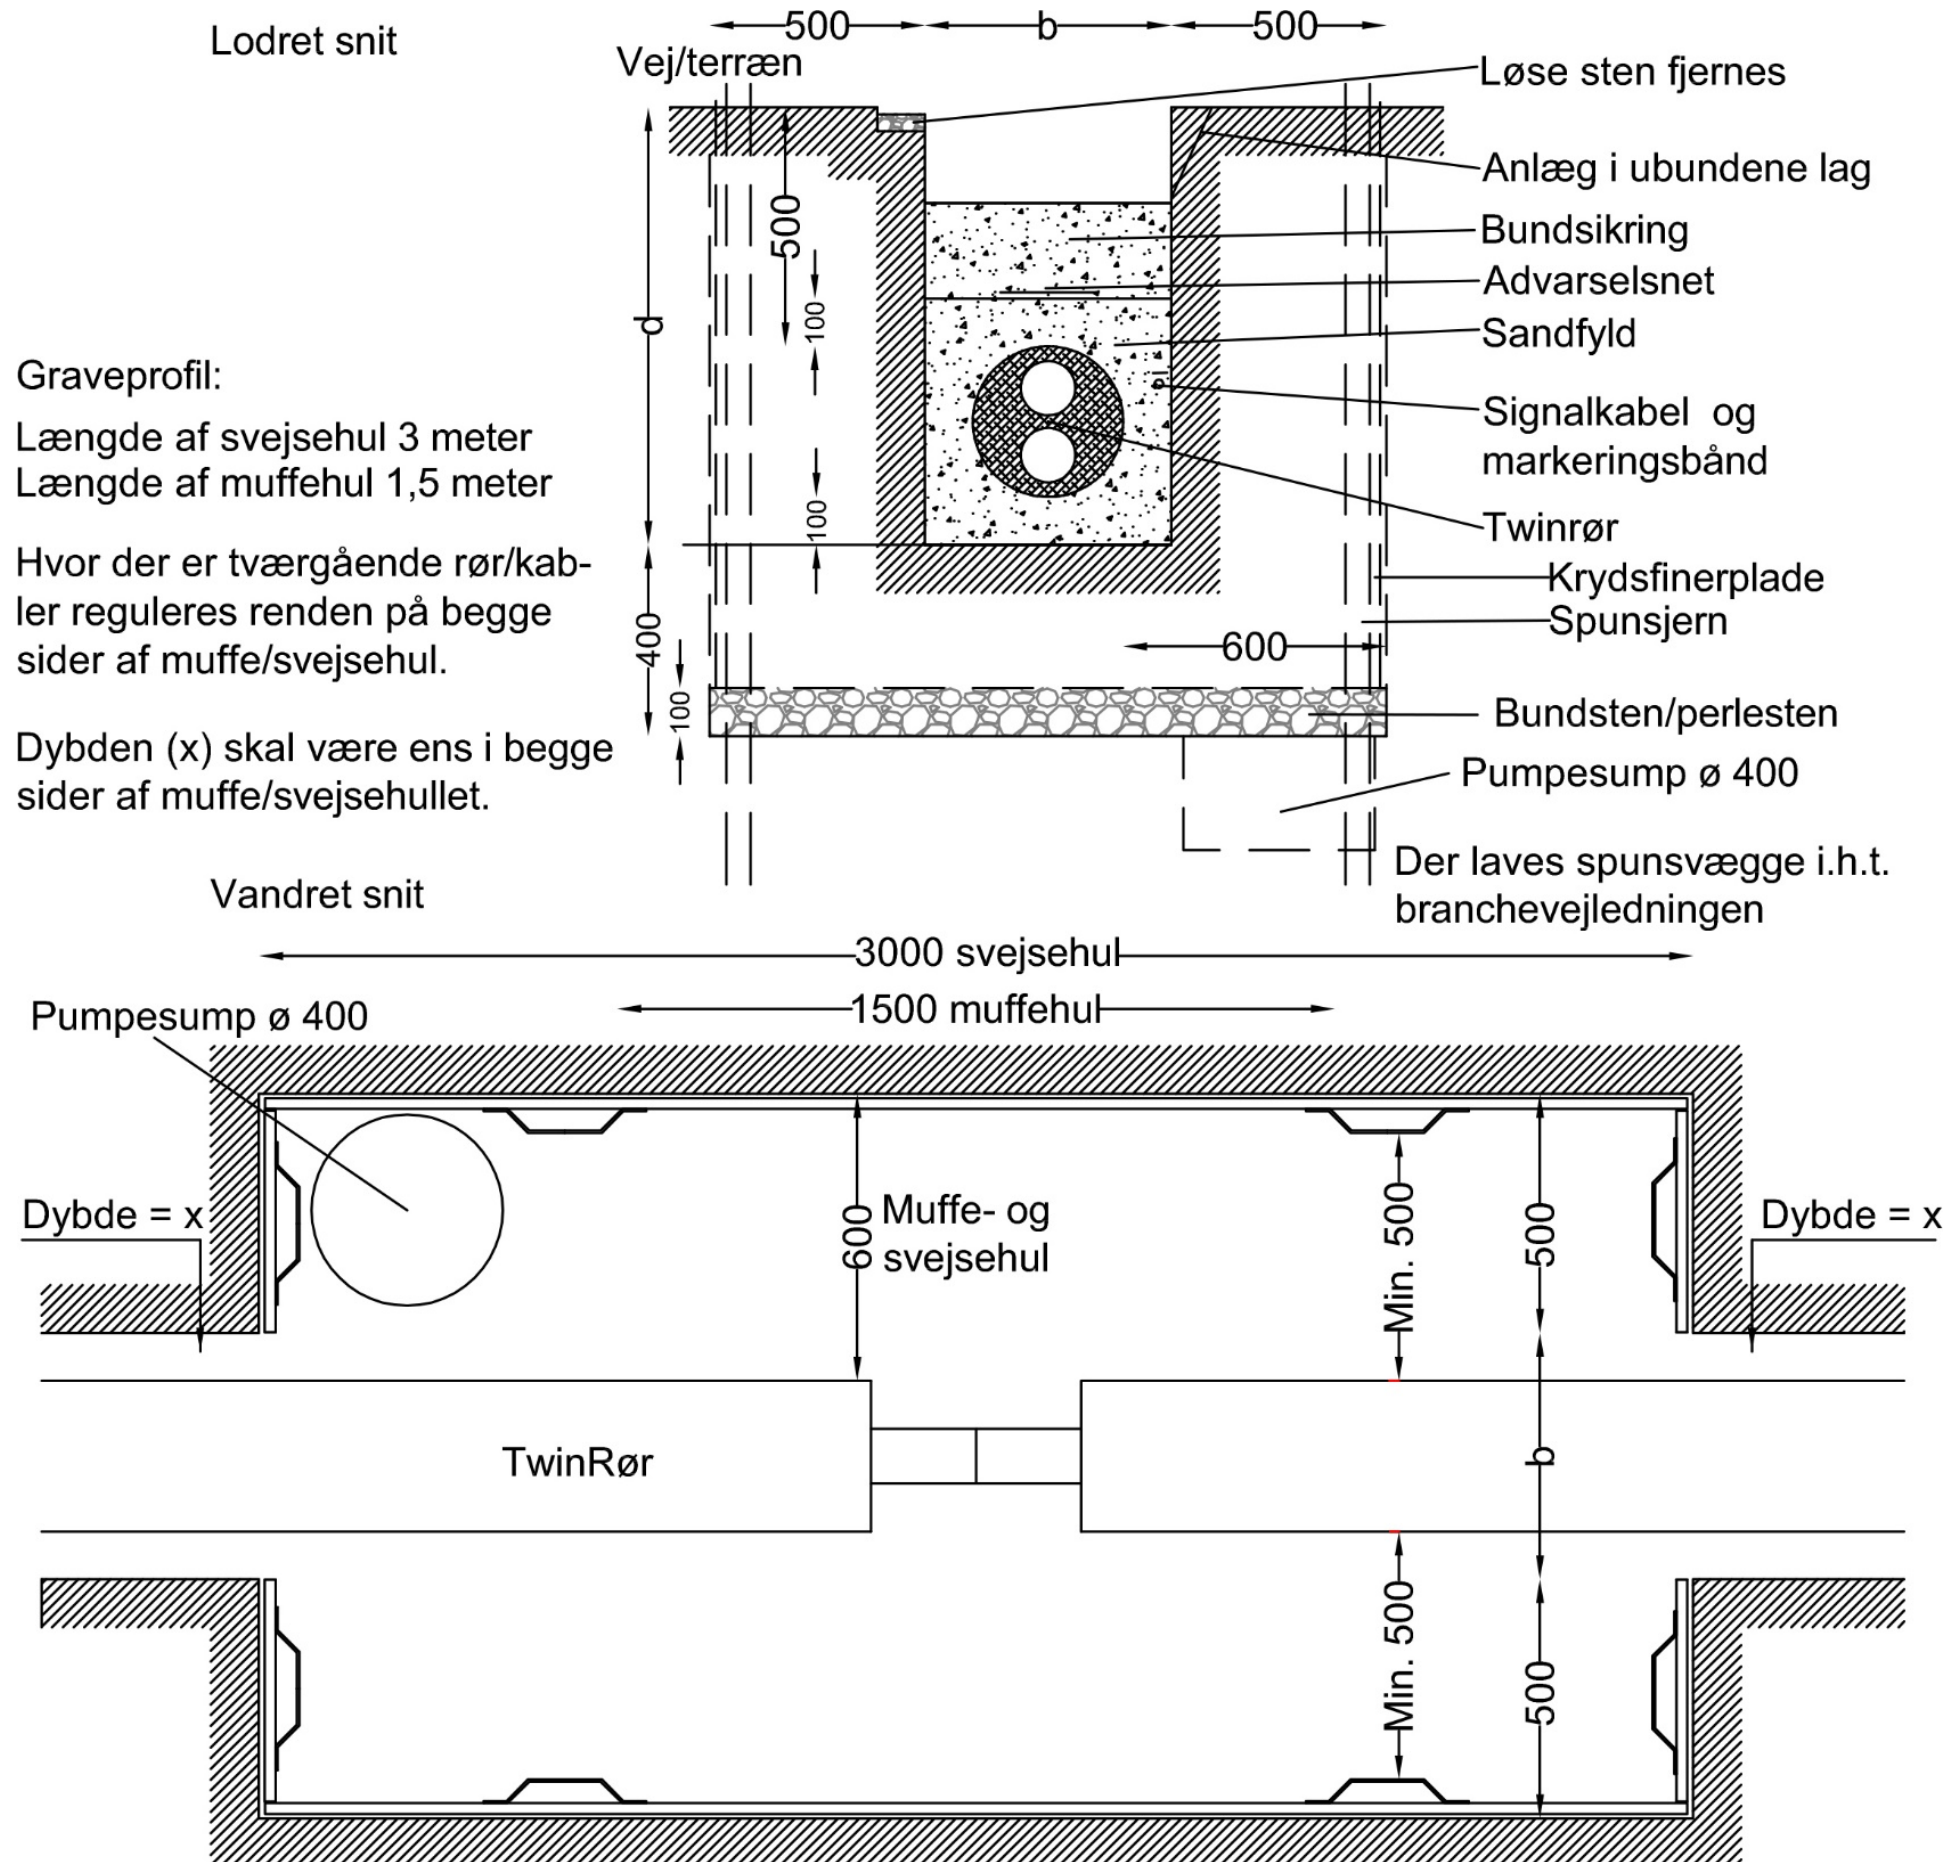 Lodret snit
500
b
500
Vej/terræn
Løse sten fjernes
Anlæg i ubundene lag
Bundsikring
Advarselsnet
Sandfyld
Signalkabel og
markeringsbånd
Twinrør
Krydsfinerplade
Spunsjern
500
100
d
100
400
100
600
Graveprofil:
Længde af svejsehul 3 meter
Længde af muffehul 1,5 meter
Hvor der er tværgående rør/kab-
ler reguleres renden på begge
sider af muffe/svejsehul.
Dybden (x) skal være ens i begge
sider af muffe/svejsehullet.
Bundsten/perlesten
Pumpesump ø 400
Der laves spunsvægge i.h.t.
branchevejledningen
Vandret snit
3000 svejsehul
1500 muffehul
Pumpesump ø 400
Dybde = x
600
Muffe- og
svejsehul
Min. 500
500
Dybde = x
TwinRør
b
Min. 500
500